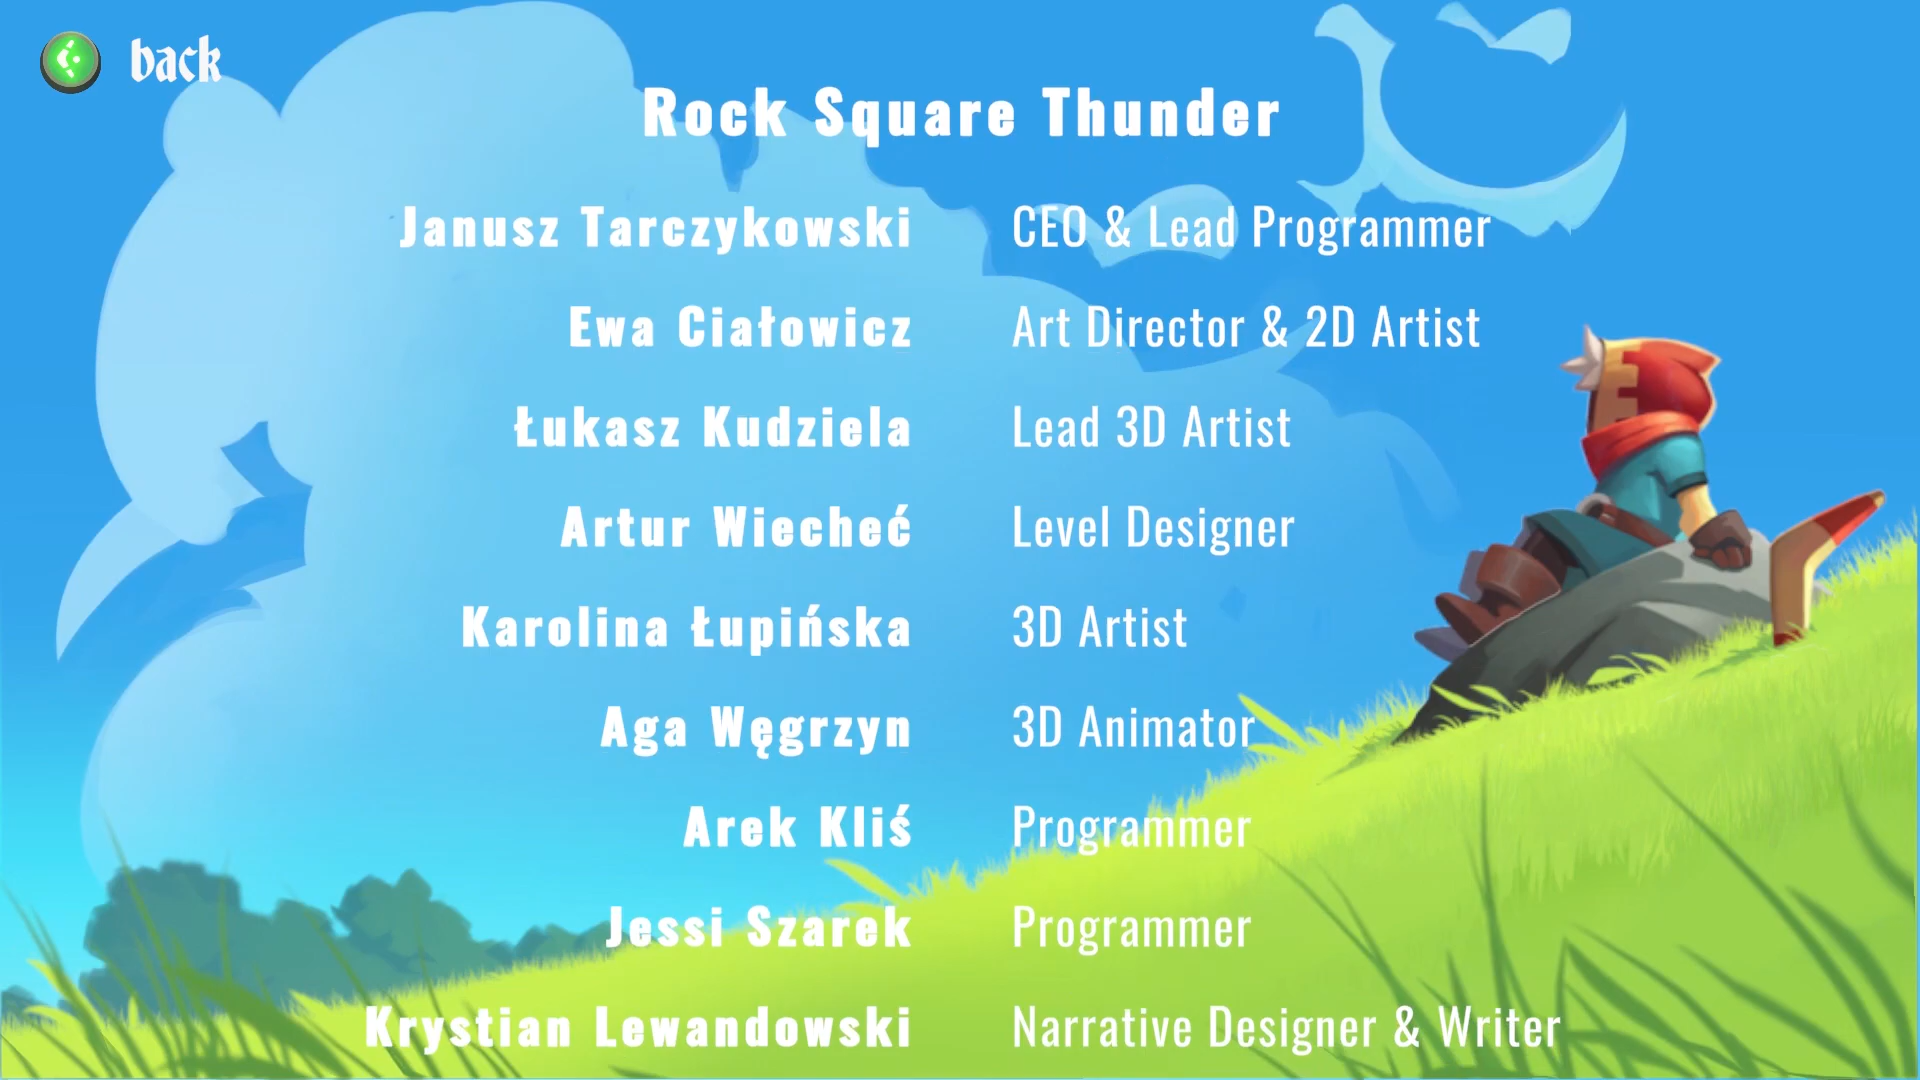 back
Rock Square Thunder
Janusz Tarczykowski CEO & Lead Programmer
Ewa Ciałowicz Art Director & 2D Artist
Łukasz Kudziela Lead 3D Artist
Artur Wiecheć Level Designer
Karolina Łupińska 3D Artist
Aga Węgrzyn 3D Animator
Arek Kliś Programmer
Jessi Szarek Programmer
Krystian Lewandowski Narrative Designer & Writer